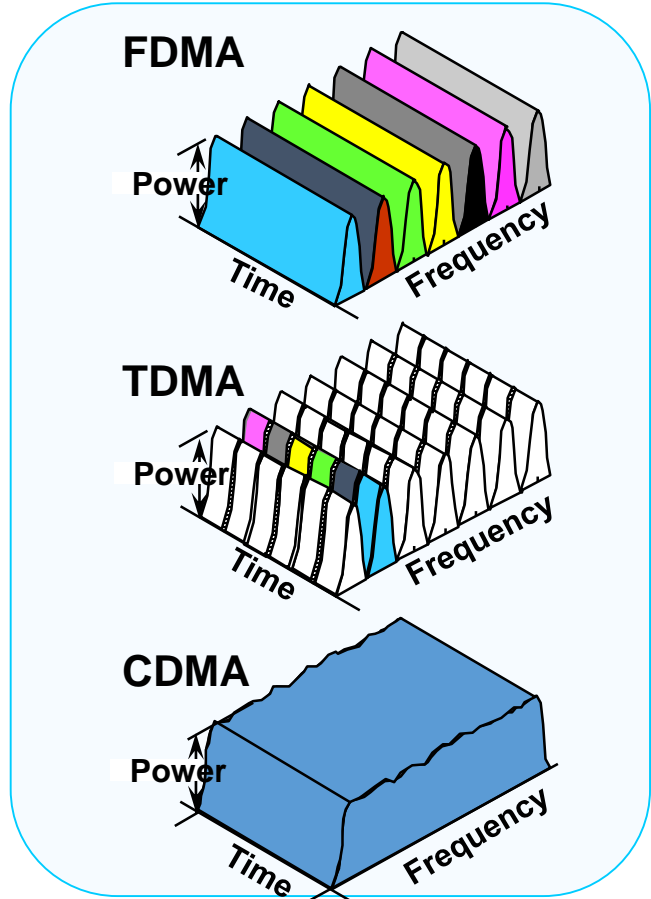 FDMA
Power
Time
Frequency
TDMA
Power
Time
Frequency
CDMA
Power
Time
Frequency